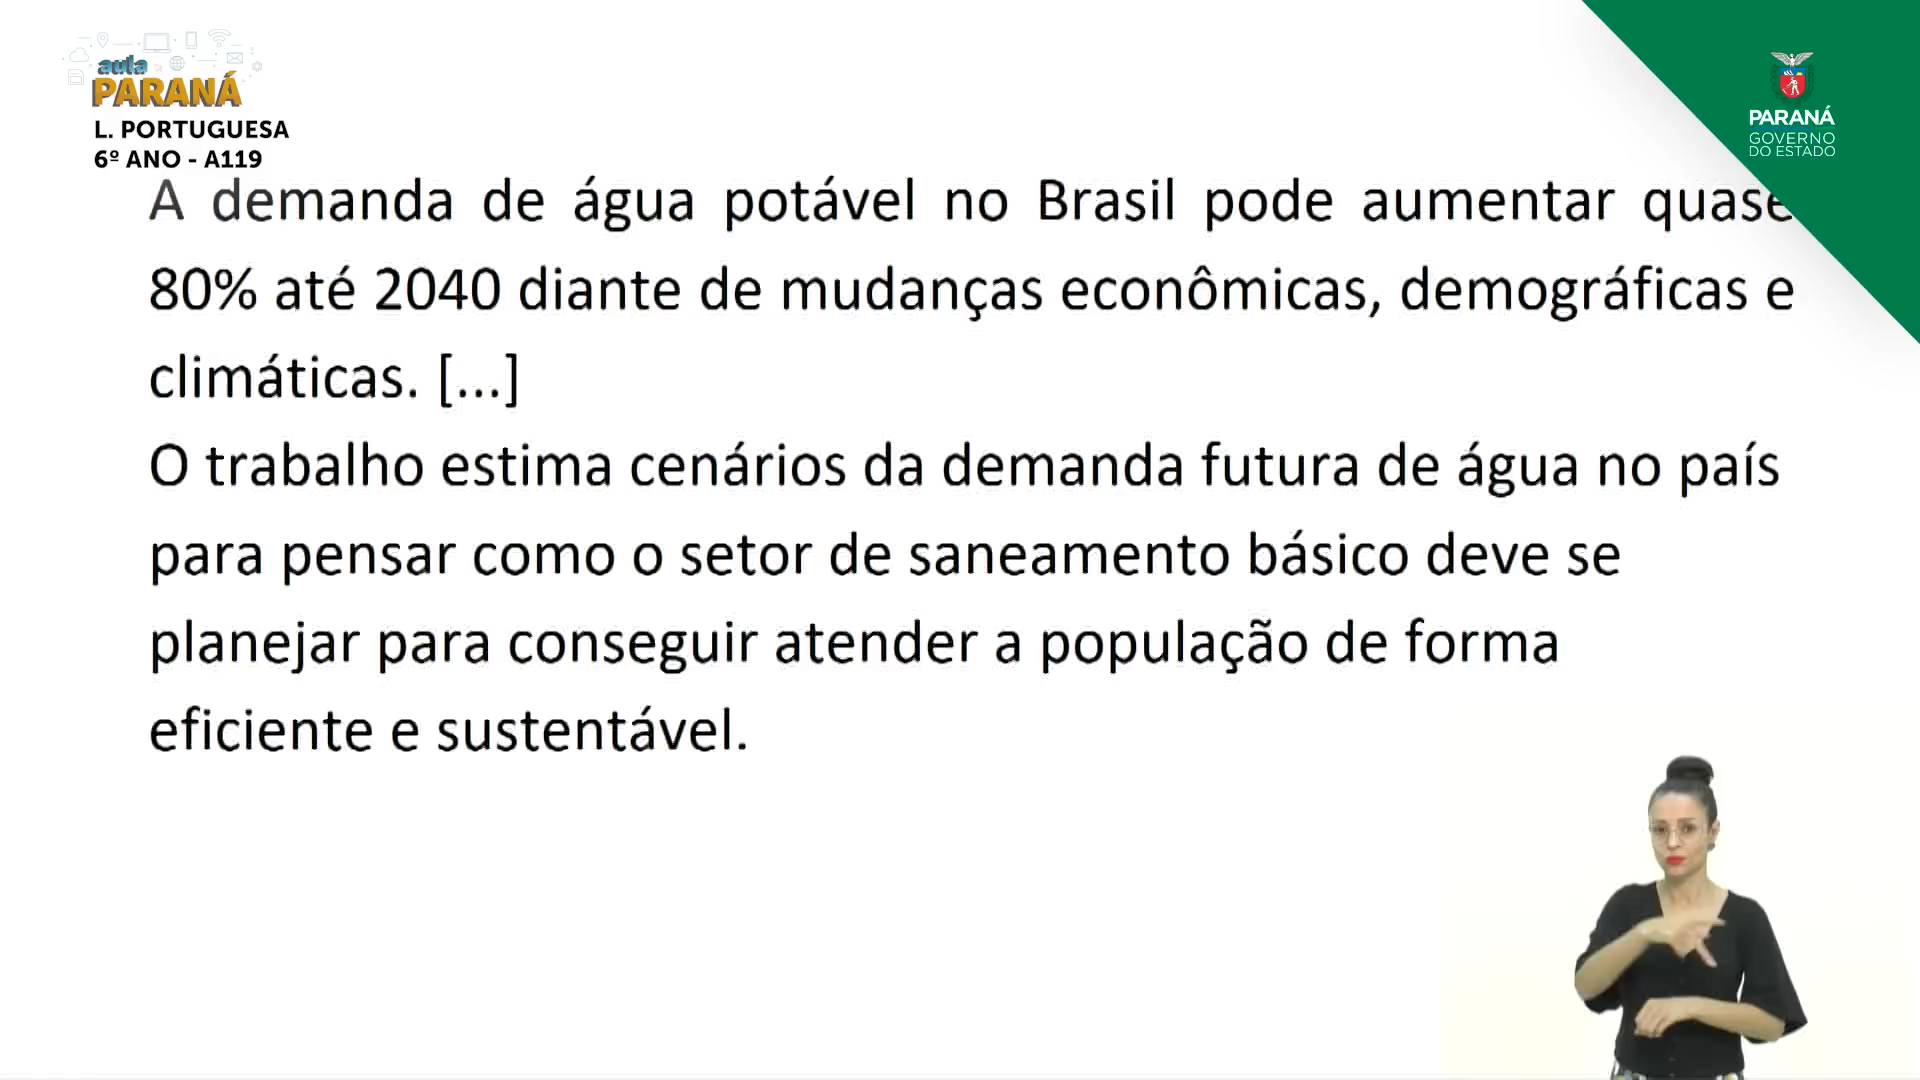 aula
PARANÁ
L. PORTUGUESA
6º ANO - A119
PARANÁ
GOVERNO
DO ESTADO
A demanda de água potável no Brasil pode aumentar quase
80% até 2040 diante de mudanças econômicas, demográficas e
climáticas. [...]
O trabalho estima cenários da demanda futura de água no país
para pensar como o setor de saneamento básico deve se
planejar para conseguir atender a população de forma
eficiente e sustentável.